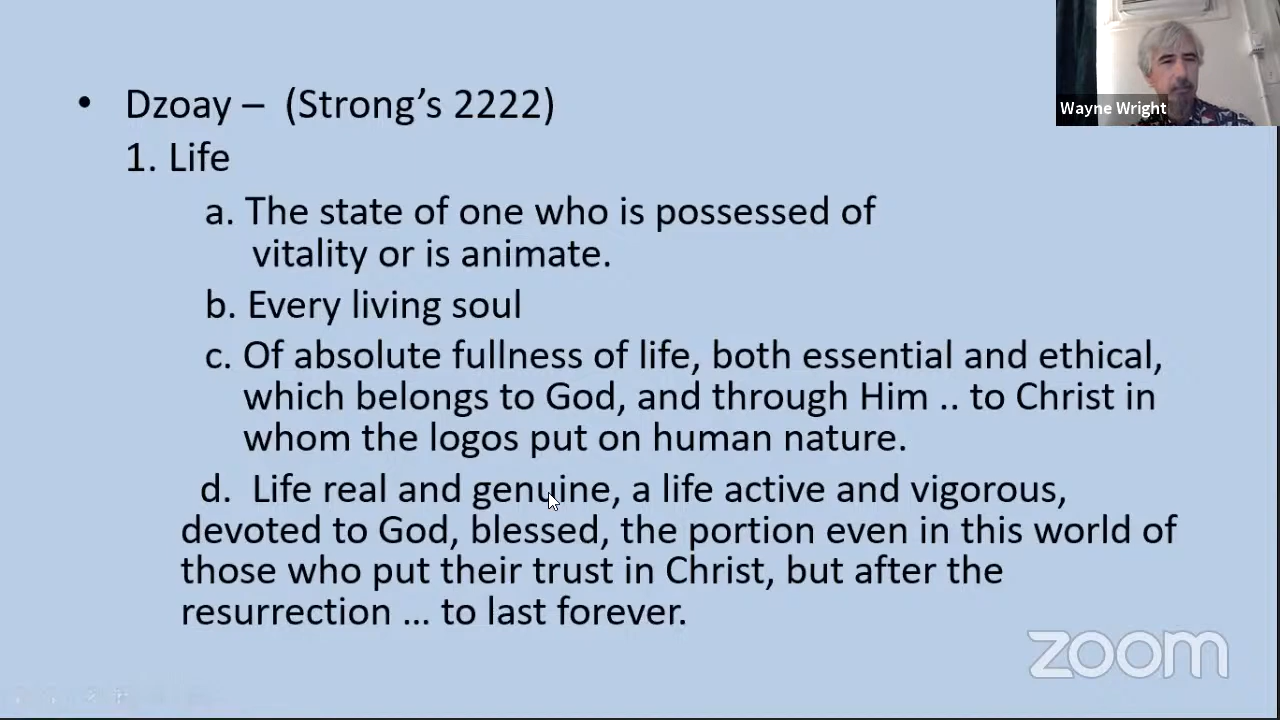 • Dzoay – (Strong’s 2222)
1. Life
a. The state of one who is possessed of
vitality or is animate.
b. Every living soul
c. Of absolute fullness of life, both essential and ethical,
which belongs to God, and through Him .. to Christ in
whom the logos put on human nature.
d. Life real and genuine, a life active and vigorous,
devoted to God, blessed, the portion even in this world of
those who put their trust in Christ, but after the
resurrection ... to last forever.
Wayne Wright
zoom